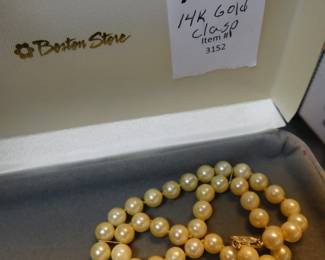 Boston Store
14K Gold
Clasp
Item #
3152